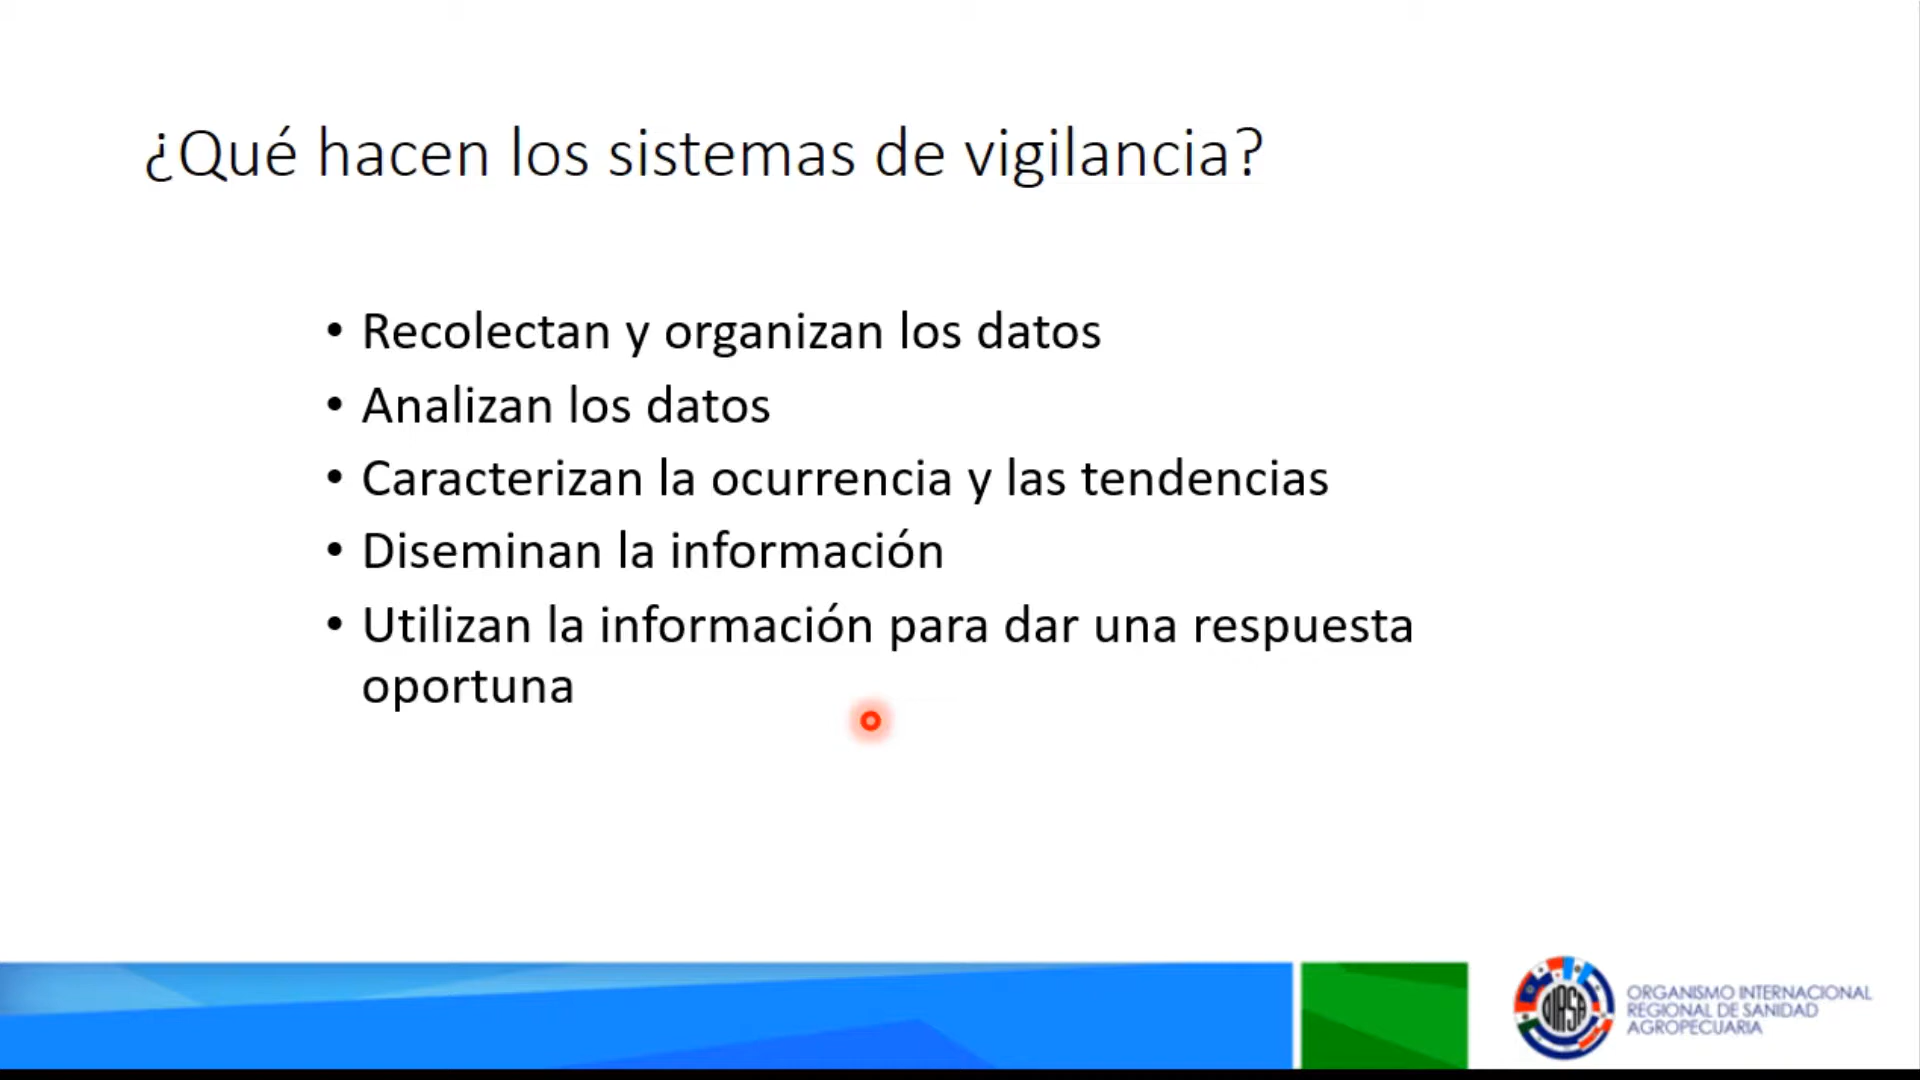 ¿Qué hacen los sistemas de vigilancia?
• Recolectan y organizan los datos
• Analizan los datos
• Caracterizan la ocurrencia y las tendencias
• Diseminan la información
• Utilizan la información para dar una respuesta
oportuna
OIRSA
ORGANISMO INTERNACIONAL
REGIONAL DE SANIDAD
AGROPECUARIA